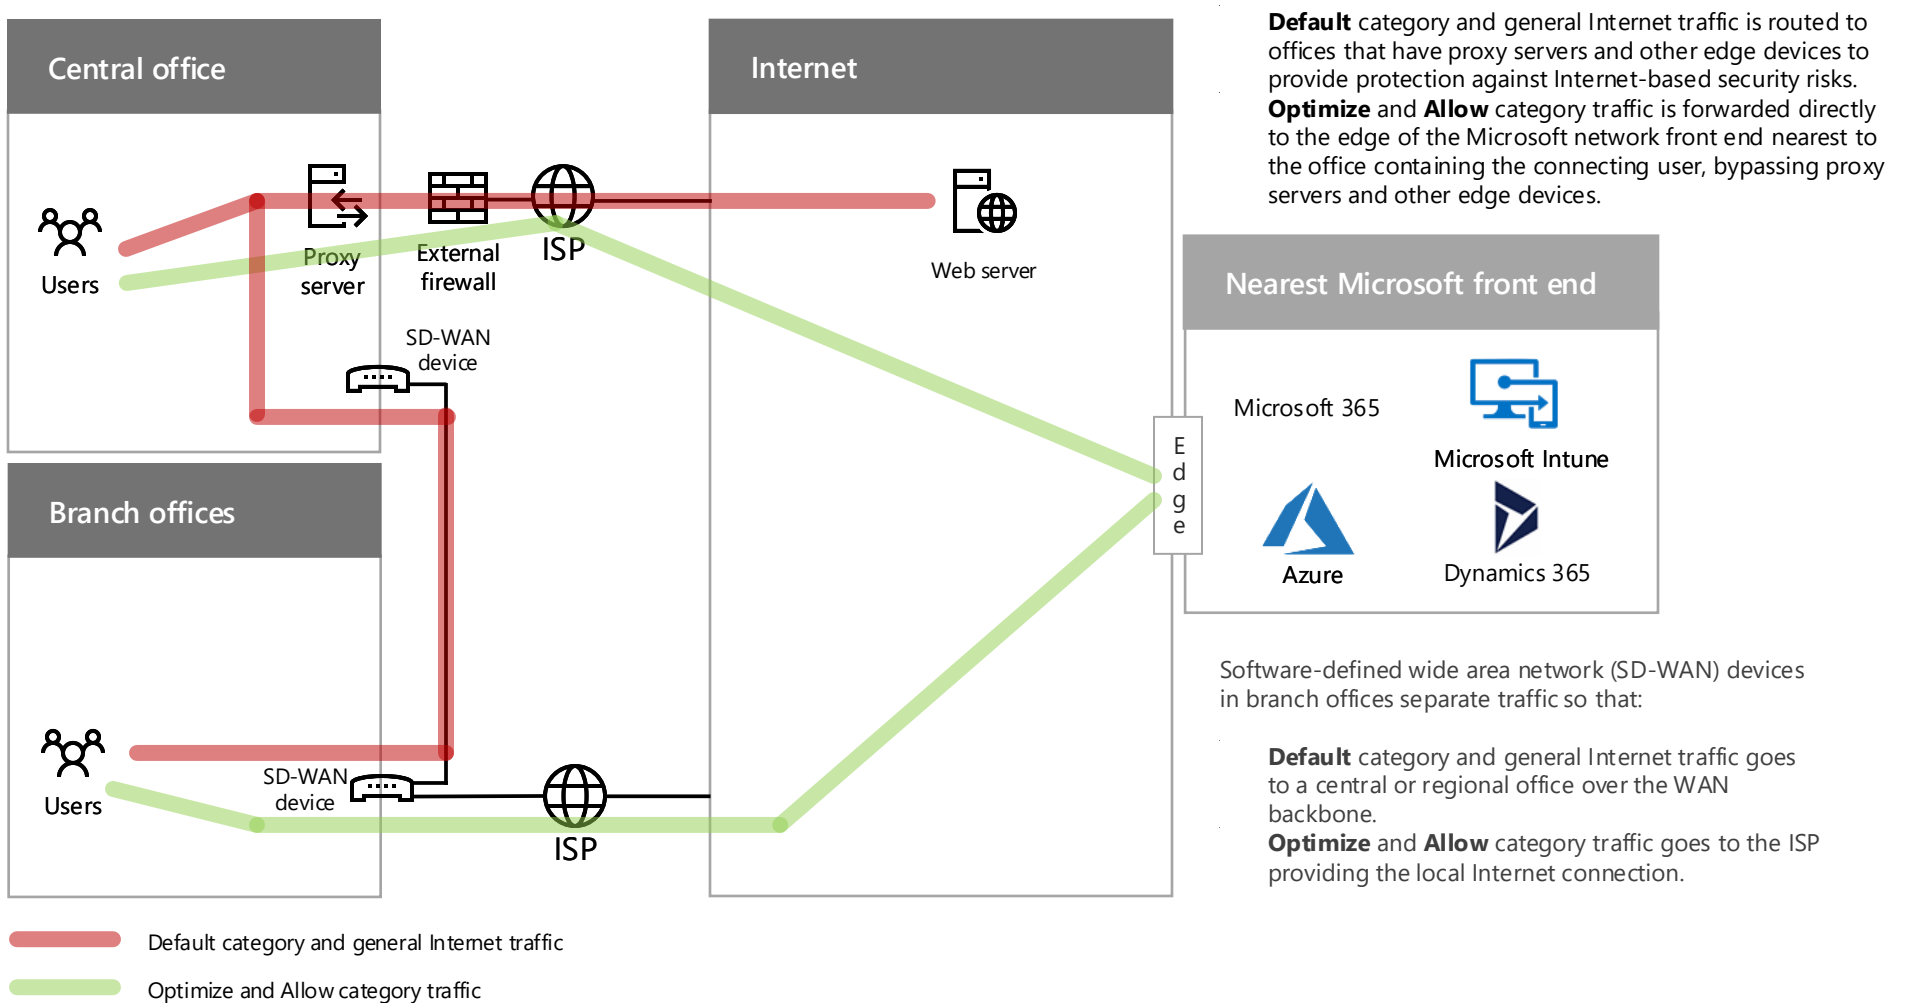 Central office
Users
Proxy
server
External
firewall
ISP
SD-WAN
device
Branch offices
Users
SD-WAN
device
ISP
Internet
Web server
Default category and general Internet traffic is routed to
offices that have proxy servers and other edge devices to
provide protection against Internet-based security risks.
Optimize and Allow category traffic is forwarded directly
to the edge of the Microsoft network front end nearest to
the office containing the connecting user, bypassing proxy
servers and other edge devices.
Nearest Microsoft front end
Edge
Microsoft 365
Microsoft Intune
Azure
Dynamics 365
Software-defined wide area network (SD-WAN) devices
in branch offices separate traffic so that:
Default category and general Internet traffic goes
to a central or regional office over the WAN
backbone.
Optimize and Allow category traffic goes to the ISP
providing the local Internet connection.
Default category and general Internet traffic
Optimize and Allow category traffic